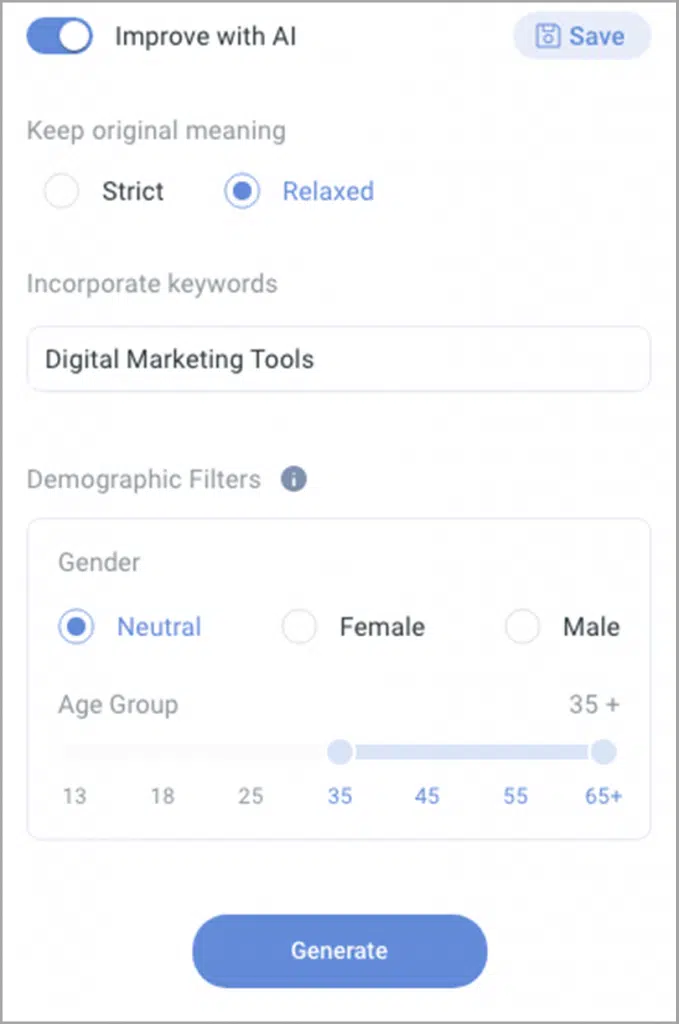 Improve with AI Save
Keep original meaning
Strict Relaxed
Incorporate keywords
Digital Marketing Tools
Demographic Filters i
Gender
Neutral Female Male
Age Group 35 +
13 18 25 35 45 55 65+
Generate